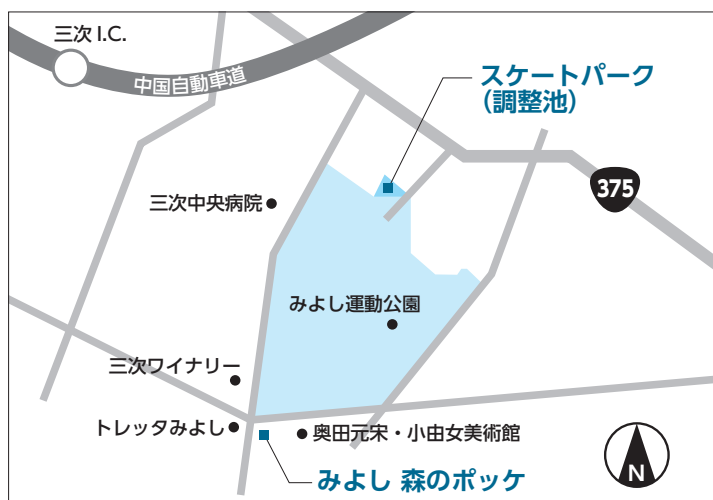 三次 I.C.
中国自動車道
スケートパーク
（調整池）
375
三次中央病院
みよし運動公園
三次ワイナリー
トレッタみよし
奥田元宋・小由女美術館
みよし 森のポッケ
N